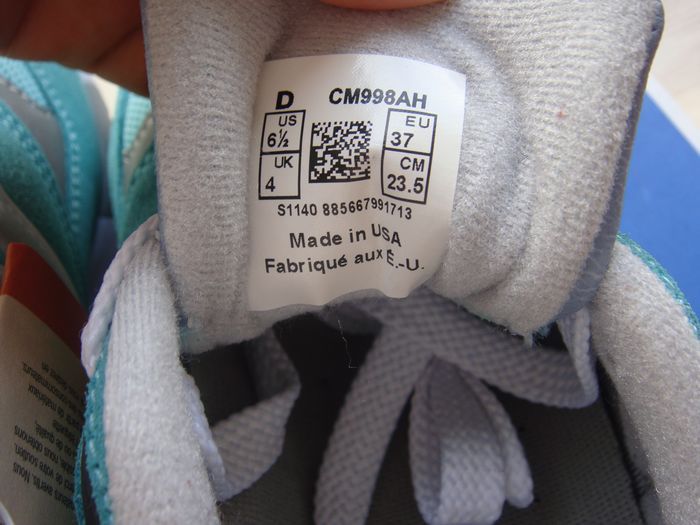 D CM998AH
US EU
6½ 37
UK CM
4 23.5
S1140 885667991713
Made in USA
Fabriqué aux É.-U.